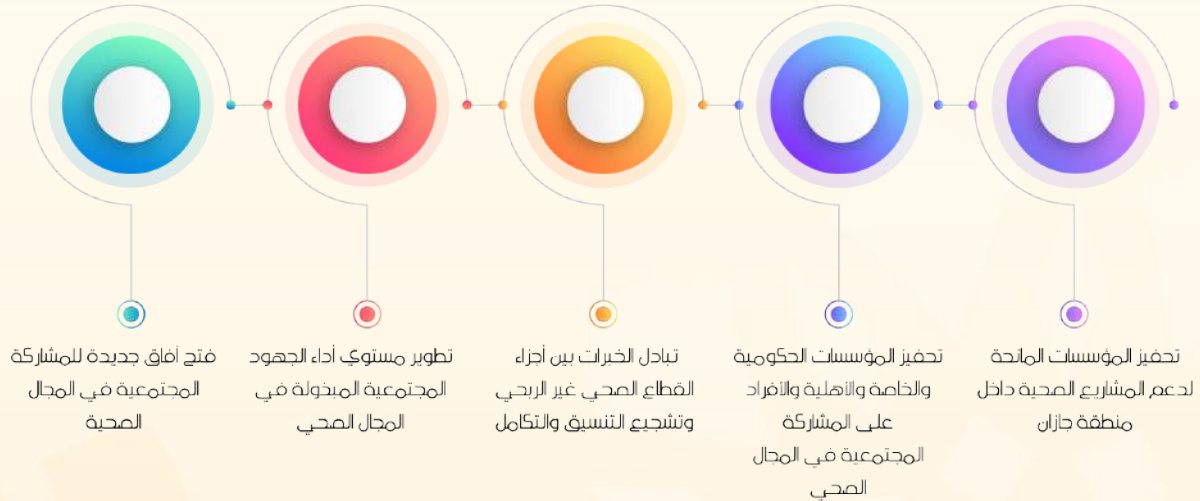 تحفيز المؤسسات المانحة
لدعم المشاريع الصحية داخل
منطقة جازان
تحفيز المؤسسات الحكومية
والخاصة والأهلية والأفراد
على المشاركة
المجتمعية في المجال
الصحي
تبادل الخبرات بين أجزاء
القطاع الصحي غير الربحي
وتشجيع التنسيق والتكامل
تطوير مستوي أداء الجهود
المجتمعية المبذولة في
المجال الصحي
فتح آفاق جديدة للمشاركة
المجتمعية في المجال
الصحية